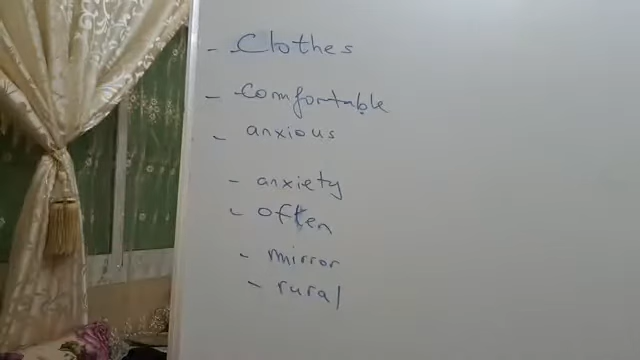 - Clothes
- Comfortable
- anxious
- anxiety
- often
- mirror
- rural